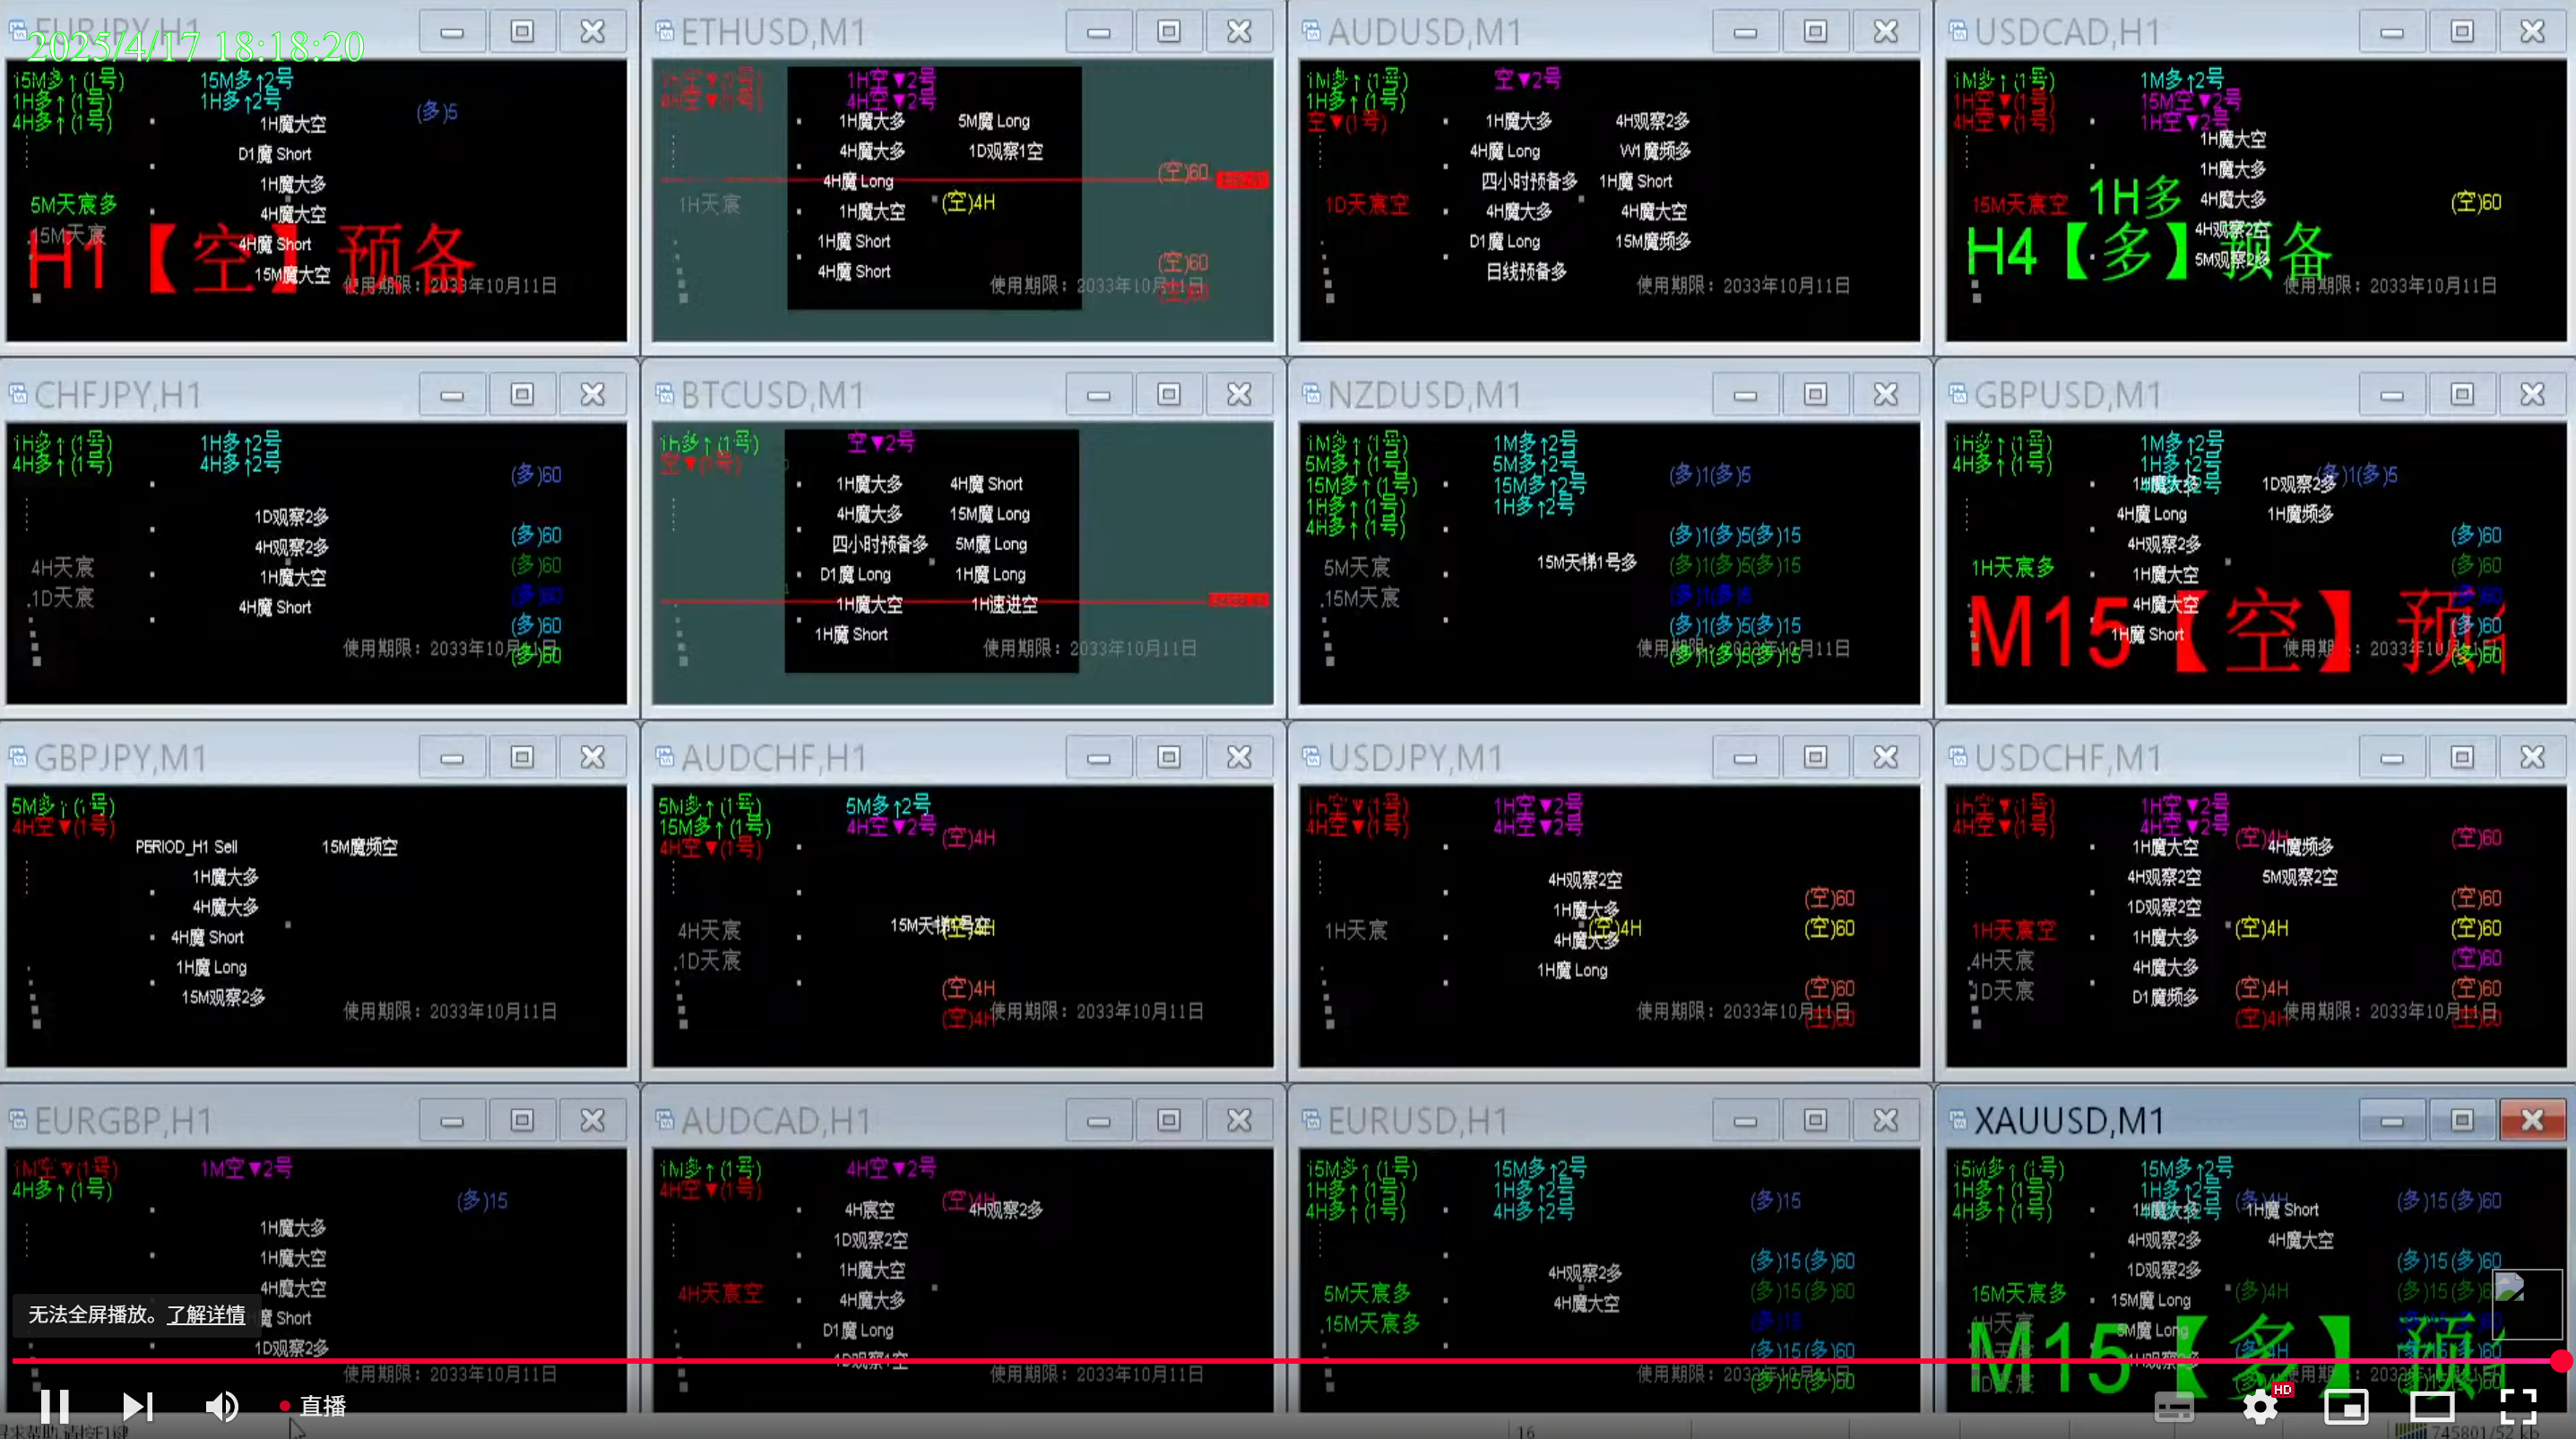 EURJPY,H1
2025/4/17 18:18:20
15M多↑(1号) 15M多↑2号
1H多↑(1号) 1H多↑2号
4H多↑(1号)
(多)5
1H魔大空
D1魔 Short
1H魔大多
5M天宸多
4H魔大空
15M天宸
4H魔 Short
H1【空】预备
15M魔大空
使用期限：2033年10月11日
ETHUSD,M1
1H空▼(1号) 1H空▼2号
4H空▼(1号) 4H空▼2号
1H魔大多 5M魔 Long
4H魔大多 1D观察1空
(空)60
4H魔 Long
1H天宸
(空)4H
1H魔大空
1H魔 Short
(空)60
4H魔 Short
使用期限：2033年10月11日
(空)60
AUDUSD,M1
1M多↑(1号) 空▼2号
1H多↑(1号)
空▼(1号)
1H魔大多 4H观察2多
4H魔 Long W1魔频多
四小时预备多 1H魔 Short
1D天宸空
4H魔大多 4H魔大空
D1魔 Long 15M魔频多
日线预备多
使用期限：2033年10月11日
USDCAD,H1
1M多↑(1号) 1M多↑2号
1H空▼(1号) 15M空▼2号
4H空▼(1号) 1H空▼2号
1H魔大空
1H魔大多
1H多
4H魔大多
15M天宸空
(空)60
4H观察2空
H4【多】预备
5M观察2多
使用期限：2033年10月11日
CHFJPY,H1
1H多↑(1号) 1H多↑2号
4H多↑(1号) 4H多↑2号
(多)60
1D观察2多
(多)60
4H观察2多
(多)60
4H天宸
1H魔大空
(多)60
1D天宸
4H魔 Short
(多)60
使用期限：2033年10月11日
(多)60
BTCUSD,M1
1h多↑(1号) 空▼2号
空▼(1号)
1H魔大多 4H魔 Short
4H魔大多 15M魔 Long
四小时预备多 5M魔 Long
D1魔 Long 1H魔 Long
1H魔大空 1H速进空
1H魔 Short
使用期限：2033年10月11日
NZDUSD,M1
1M多↑(1号) 1M多↑2号
5M多↑(1号) 5M多↑2号
15M多↑(1号) 15M多↑2号
1H多↑(1号) 1H多↑2号
4H多↑(1号)
(多)1(多)5
(多)1(多)5(多)15
15M天梯1号多
(多)1(多)5(多)15
5M天宸
(多)1(多)5
15M天宸
(多)1(多)5(多)15
使用期限：2033年10月11日
(多)1(多)5(多)15
GBPUSD,M1
1H多↑(1号) 1M多↑2号
4H多↑(1号) 1H多↑2号
(多)1(多)5
1H魔大多 1D观察2多
4H魔 Long 1H魔频多
(多)60
4H观察2多
(多)60
1H天宸多
1H魔大空
(多)60
4H魔大空
(多)60
M15【空】预
1H魔 Short
使用期限：2033年10月11日
(多)60
GBPJPY,M1
5M多↑(1号)
4H空▼(1号)
PERIOD_H1 Sell 15M魔频空
1H魔大多
4H魔大多
4H魔 Short
1H魔 Long
15M观察2多
使用期限：2033年10月11日
AUDCHF,H1
5M多↑(1号) 5M多↑2号
15M多↑(1号) 4H空▼2号
4H空▼(1号)
(空)4H
15M天梯1号空
(空)4H
4H天宸
1D天宸
(空)4H
使用期限：2033年10月11日
(空)4H
USDJPY,M1
1h空▼(1号) 1H空▼2号
4H空▼(1号) 4H空▼2号
4H观察2空
(空)60
1H魔大多
(空)4H (空)60
1H天宸
4H魔大多
1H魔 Long
(空)60
使用期限：2033年10月11日
(空)60
USDCHF,M1
1h空▼(1号) 1H空▼2号
4H空▼(1号) 4H空▼2号
(空)4H (空)60
1H魔大空 4H魔频多
4H观察2空 5M观察2空
(空)60
1D观察2空
1H天宸空
(空)4H (空)60
1H魔大多
4H天宸
(空)60
4H魔大多
1D天宸
(空)4H (空)60
D1魔频多
使用期限：2033年10月11日
(空)4H (空)60
EURGBP,H1
1M空▼(1号) 1M空▼2号
4H多↑(1号)
(多)15
1H魔大多
1H魔大空
4H魔大空
魔 Short
1D观察2多
使用期限：2033年10月11日
AUDCAD,H1
1M多↑(1号) 4H空▼2号
4H空▼(1号)
(空)4H
4H宸空 4H观察2多
1D观察2空
1H魔大空
4H天宸空
4H魔大多
D1魔 Long
1D观察1空
使用期限：2033年10月11日
EURUSD,H1
15M多↑(1号) 15M多↑2号
1H多↑(1号) 1H多↑2号
4H多↑(1号) 4H多↑2号
(多)15
(多)15(多)60
4H观察2多
5M天宸多
(多)15(多)60
4H魔大空
15M天宸多
(多)15
(多)15(多)60
使用期限：2033年10月11日
(多)15(多)60
XAUUSD,M1
15M多↑(1号) 15M多↑2号
1H多↑(1号) 1H多↑2号
4H多↑(1号) 4H多↑2号
(多)4H (多)15(多)60
1H魔大多 1H魔 Short
4H观察2多 4H魔大空
(多)15(多)60
1D观察2多
15M天宸多
(多)4H
15M魔 Long
5M魔 Long
M15【多】预
无法全屏播放。了解详情
直播
HD
16
745801/52 kb